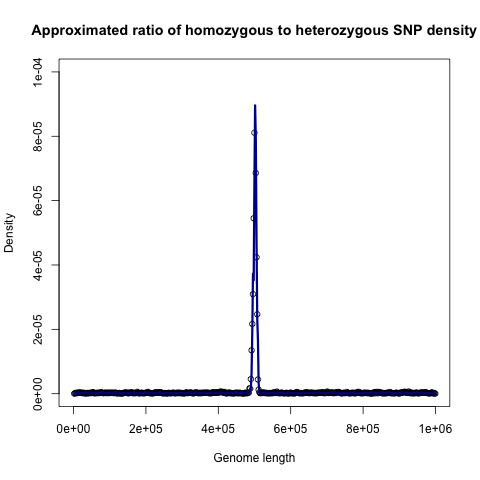 Approximated ratio of homozygous to heterozygous SNP density
1e-04
8e-05
6e-05
4e-05
2e-05
0e+00
Density
0e+00 2e+05 4e+05 6e+05 8e+05 1e+06
Genome length